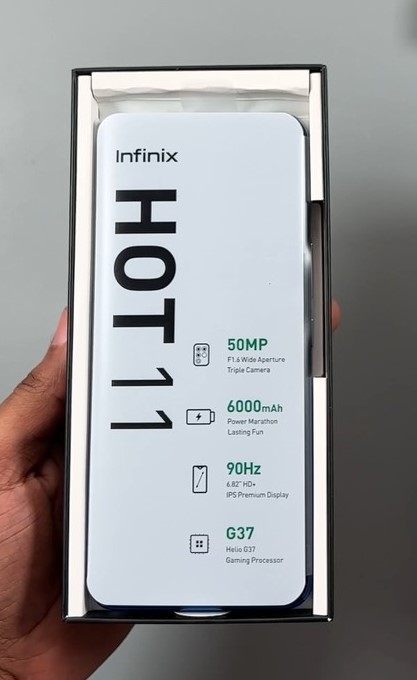 Infinix
HOT 11
50MP
F1.6 Wide Aperture
Triple Camera
6000mAh
Power Marathon
Lasting Fun
90Hz
6.82" HD+
IPS Premium Display
G37
Helio G37
Gaming Processor